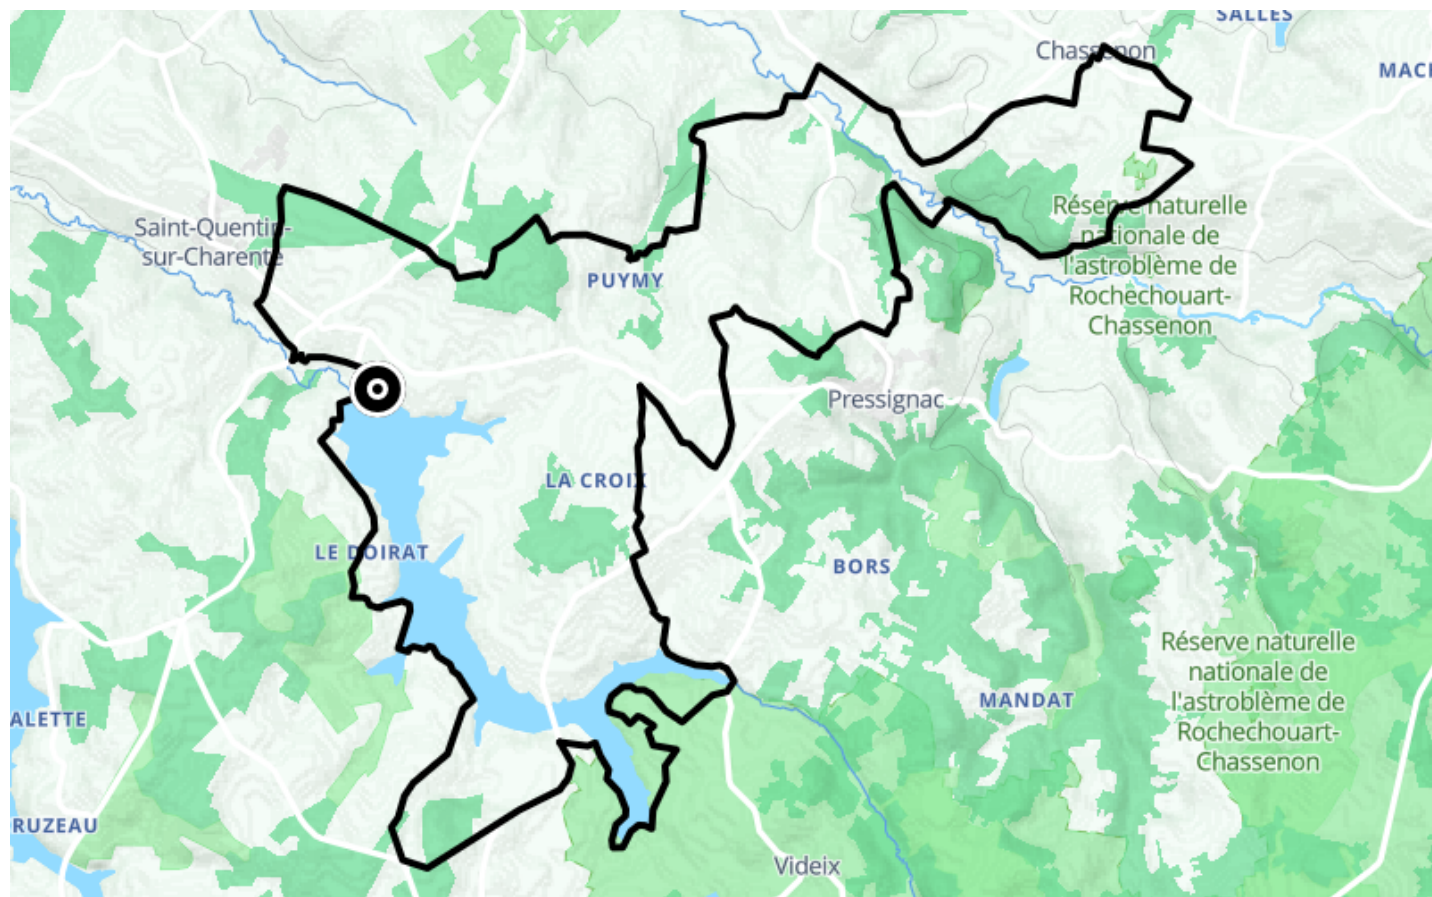 SALLES
Chassenon
MACI
Réserve naturelle
nationale de
l'astroblème de
Rochechouart-
Chassenon
Saint-Quentin-
sur-Charente
PUYMY
Pressignac
LA CROIX
LE DOIRAT
BORS
Réserve naturelle
nationale de
l'astroblème de
Rochechouart-
Chassenon
MANDAT
ALETTE
RUZEAU
Videix